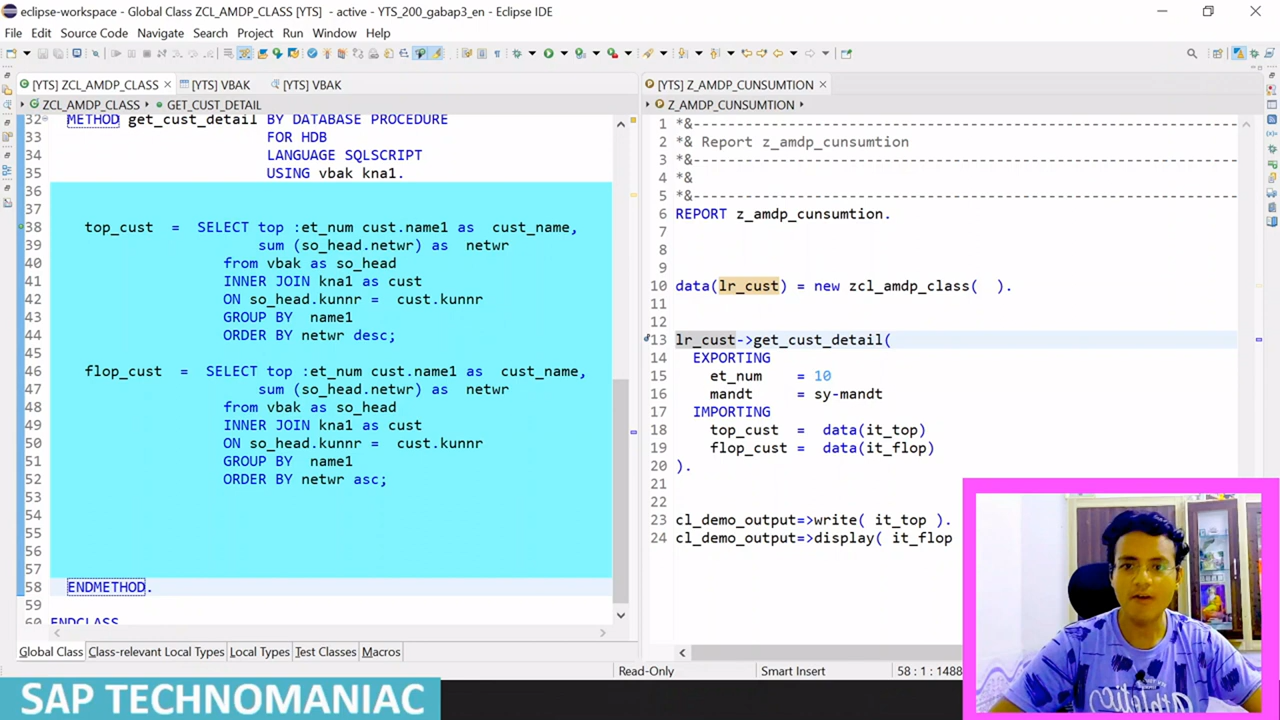 eclipse-workspace - Global Class ZCL_AMDP_CLASS [YTS] - active - YTS_200_gabap3_en - Eclipse IDE
File Edit Source Code Navigate Search Project Run Window Help
[YTS] ZCL_AMDP_CLASS [YTS] VBAK [YTS] VBAK
ZCL_AMDP_CLASS GET_CUST_DETAIL
32 METHOD get_cust_detail BY DATABASE PROCEDURE
33 FOR HDB
34 LANGUAGE SQLSCRIPT
35 USING vbak kna1.
36
37
38 top_cust = SELECT top :et_num cust.name1 as cust_name,
39 sum (so_head.netwr) as netwr
40 from vbak as so_head
41 INNER JOIN kna1 as cust
42 ON so_head.kunnr = cust.kunnr
43 GROUP BY name1
44 ORDER BY netwr desc;
45
46 flop_cust = SELECT top :et_num cust.name1 as cust_name,
47 sum (so_head.netwr) as netwr
48 from vbak as so_head
49 INNER JOIN kna1 as cust
50 ON so_head.kunnr = cust.kunnr
51 GROUP BY name1
52 ORDER BY netwr asc;
53
54
55
56
57
58 ENDMETHOD.
59
60 ENDCLASS
Global Class Class-relevant Local Types Local Types Test Classes Macros
[YTS] Z_AMDP_CUNSUMTION
Z_AMDP_CUNSUMTION
1 *&---------------------------------------------------------------------
2 *& Report z_amdp_cunsumtion
3 *&---------------------------------------------------------------------
4 *&
5 *&---------------------------------------------------------------------
6 REPORT z_amdp_cunsumtion.
7
8
9
10 data(lr_cust) = new zcl_amdp_class( ).
11
12
13 lr_cust->get_cust_detail(
14 EXPORTING
15 et_num = 10
16 mandt = sy-mandt
17 IMPORTING
18 top_cust = data(it_top)
19 flop_cust = data(it_flop)
20 ).
21
22
23 cl_demo_output=>write( it_top ).
24 cl_demo_output=>display( it_flop
Read-Only Smart Insert 58 : 1 : 1488
SAP TECHNOMANIAC